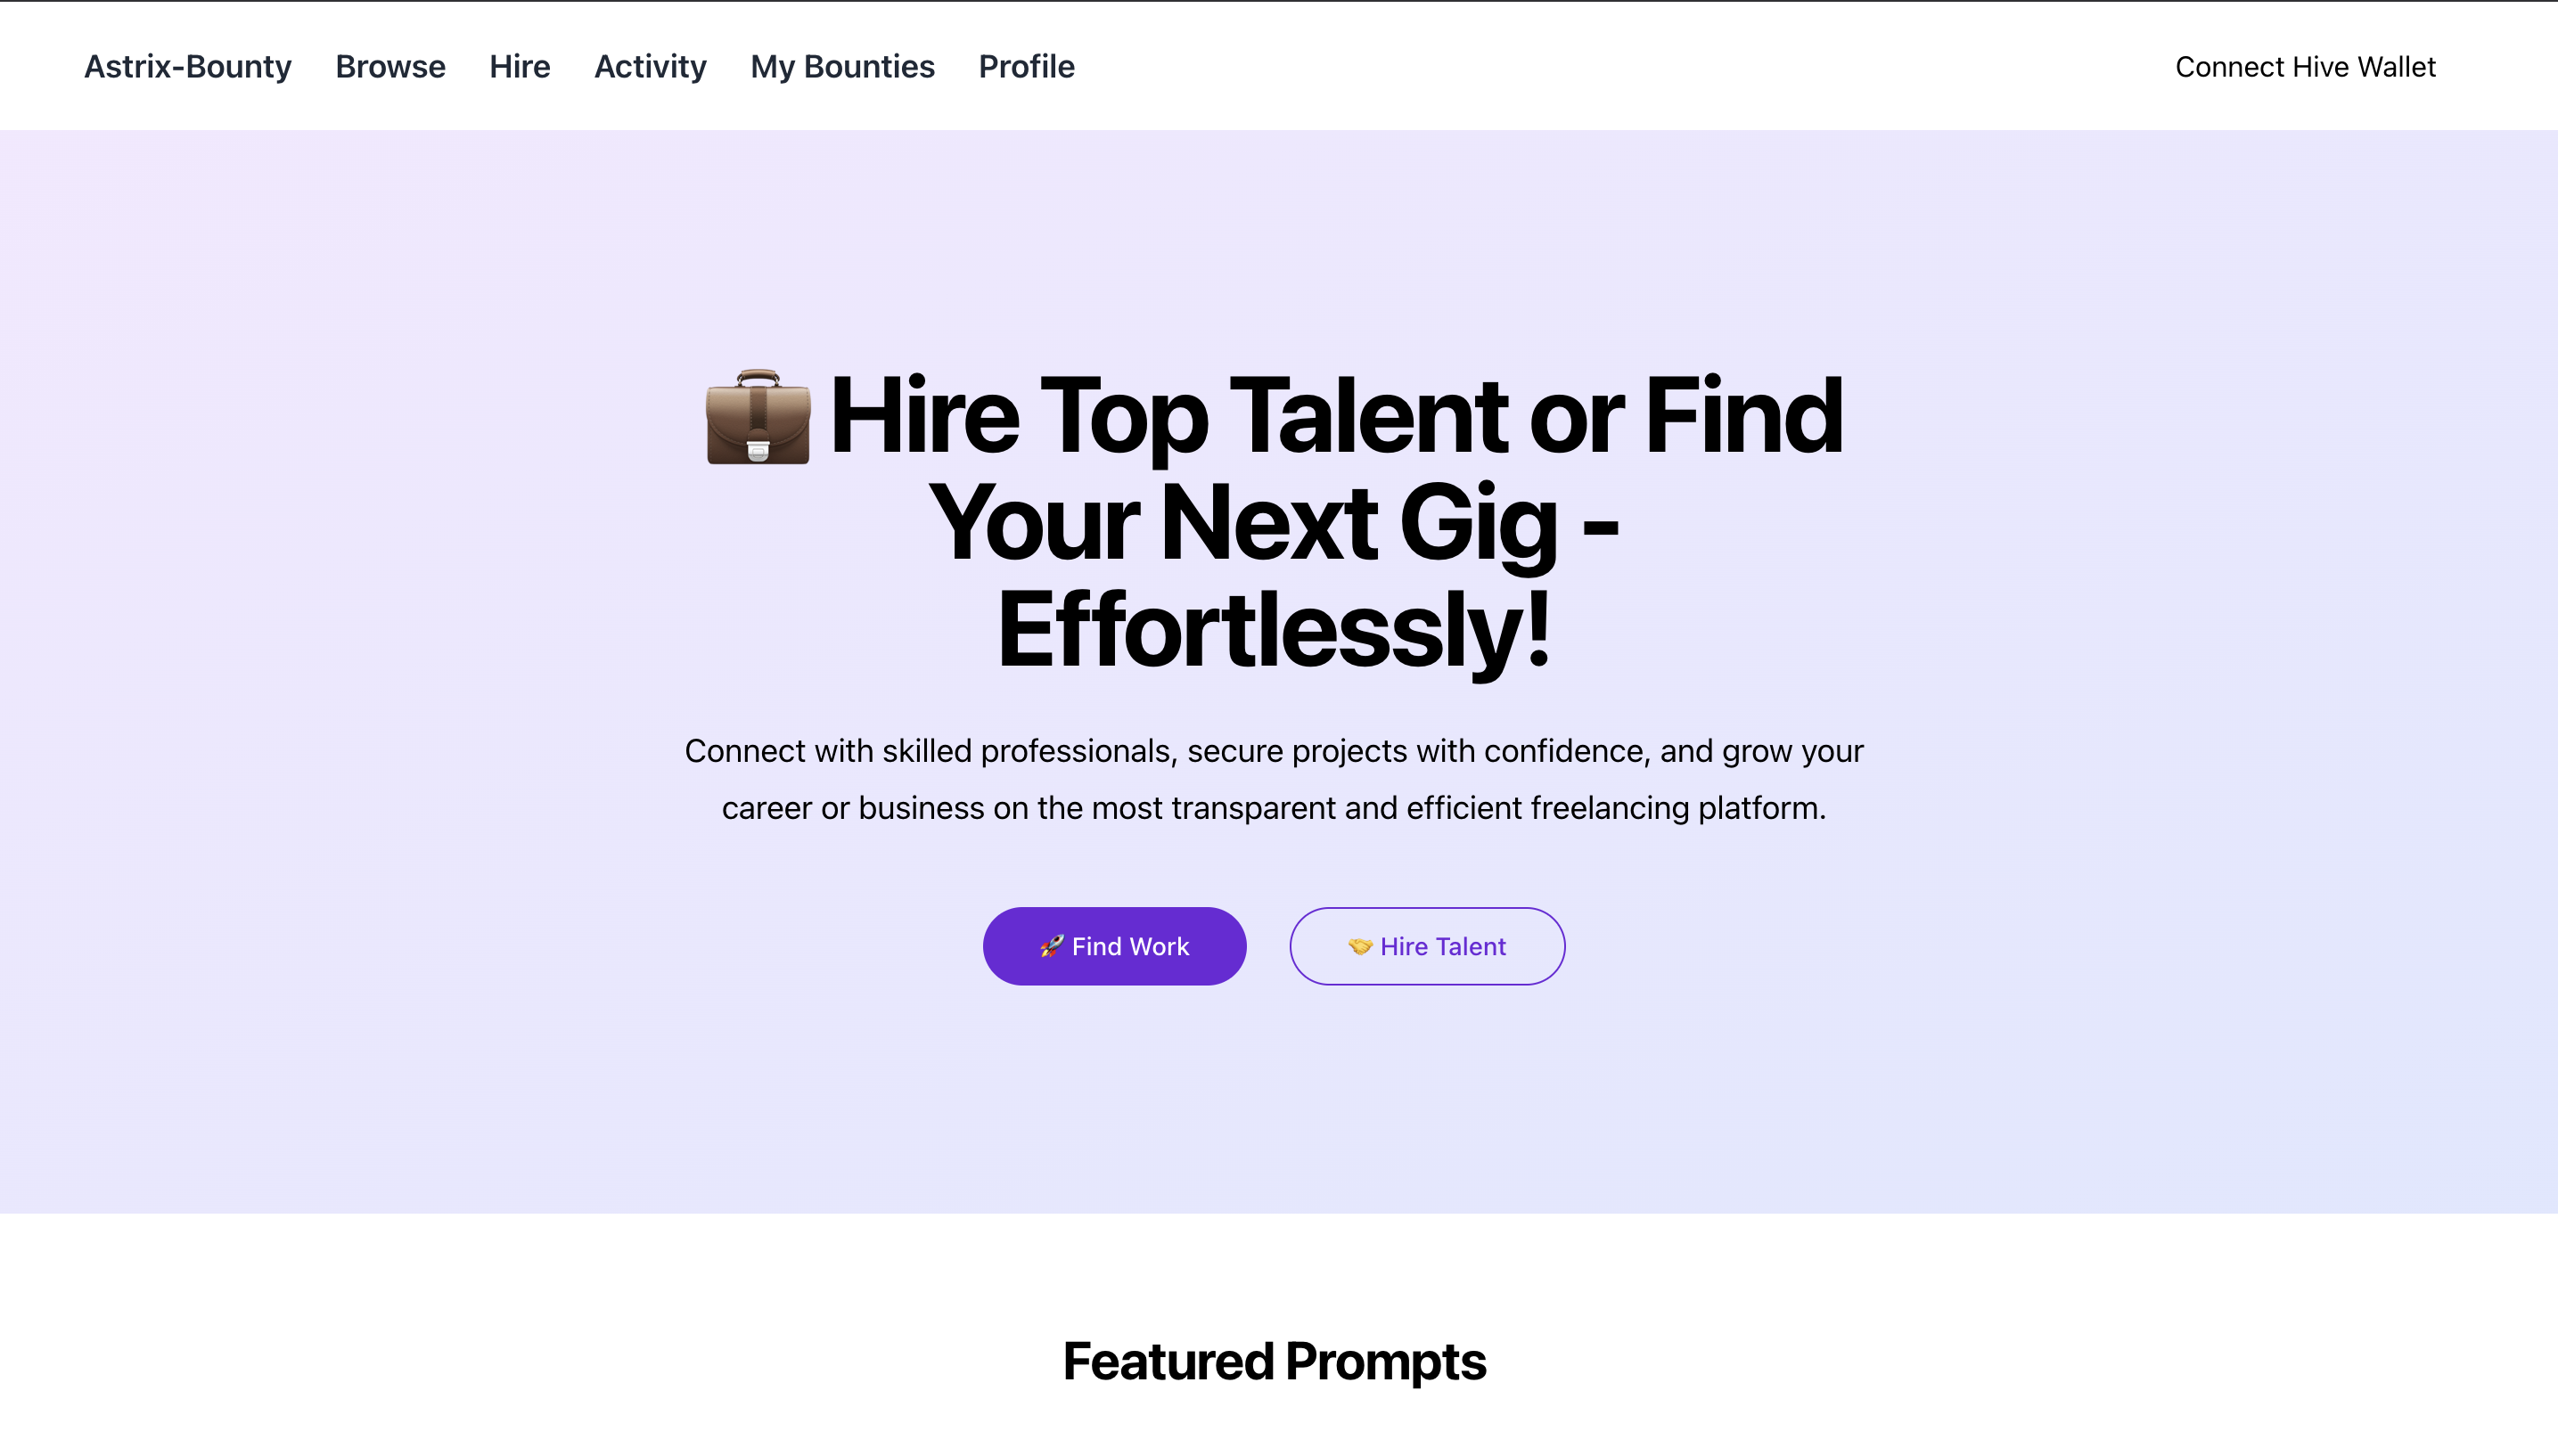 Astrix-Bounty Browse Hire Activity My Bounties Profile Connect Hive Wallet
💼 Hire Top Talent or Find
Your Next Gig -
Effortlessly!
Connect with skilled professionals, secure projects with confidence, and grow your
career or business on the most transparent and efficient freelancing platform.
🚀 Find Work 🤝 Hire Talent
Featured Prompts